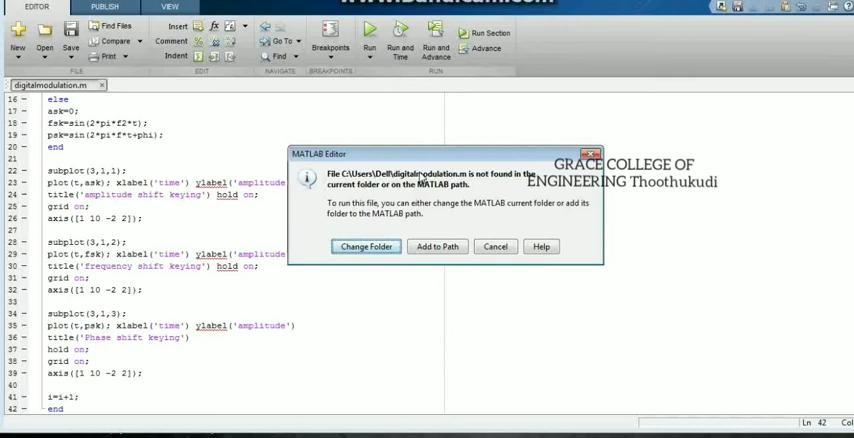 www.Bandicam.com
EDITOR PUBLISH VIEW
New Open Save Find Files Compare Print
Insert fx
Comment %
Indent
Go To
Find
Breakpoints Run Run and Time Run and Advance Run Section Advance
FILE EDIT NAVIGATE BREAKPOINTS RUN
digitalmodulation.m ×
16 – else
17 – ask=0;
18 – fsk=sin(2*pi*f2*t);
19 – psk=sin(2*pi*f*t+phi);
20 – end
21
22 – subplot(3,1,1);
23 – plot(t,ask); xlabel('time') ylabel('amplitude
24 – title('amplitude shift keying') hold on;
25 – grid on;
26 – axis([1 10 -2 2]);
27
28 – subplot(3,1,2);
29 – plot(t,fsk); xlabel('time') ylabel('amplitude
30 – title('frequency shift keying') hold on;
31 – grid on;
32 – axis([1 10 -2 2]);
33
34 – subplot(3,1,3);
35 – plot(t,psk); xlabel('time') ylabel('amplitude')
36 – title('Phase shift keying')
37 – hold on;
38 – grid on;
39 – axis([1 10 -2 2]);
40
41 – i=i+1;
42 – end
MATLAB Editor
File C:\Users\Dell\digitalmodulation.m is not found in the
current folder or on the MATLAB path.
To run this file, you can either change the MATLAB current folder or add its
folder to the MATLAB path.
Change Folder Add to Path Cancel Help
GRACE COLLEGE OF
ENGINEERING Thoothukudi
Ln 42 Col